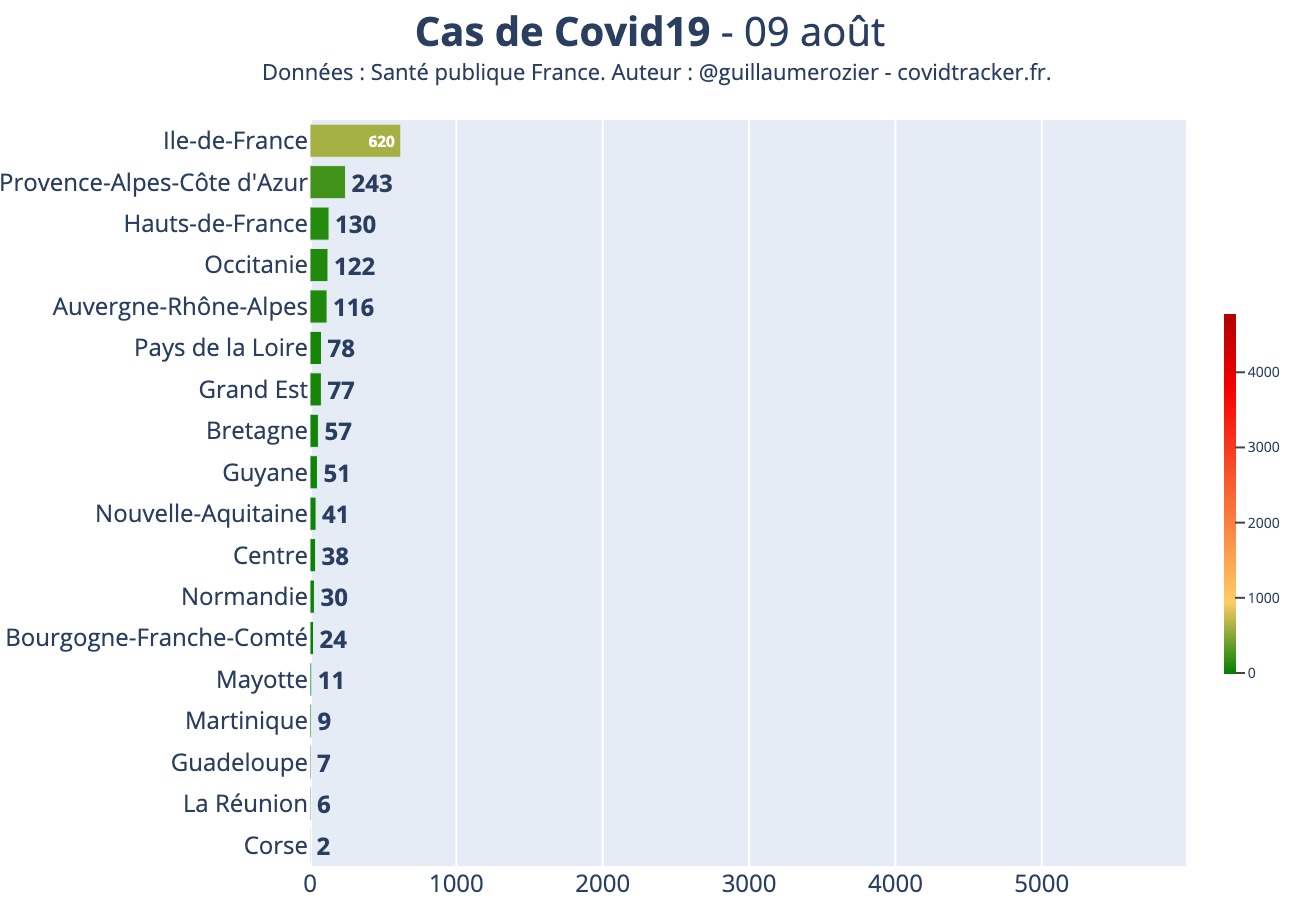 Cas de Covid19 - 09 août
Données : Santé publique France. Auteur : @guillaumerozier - covidtracker.fr.
Ile-de-France 620
Provence-Alpes-Côte d'Azur 243
Hauts-de-France 130
Occitanie 122
Auvergne-Rhône-Alpes 116
Pays de la Loire 78
Grand Est 77
Bretagne 57
Guyane 51
Nouvelle-Aquitaine 41
Centre 38
Normandie 30
Bourgogne-Franche-Comté 24
Mayotte 11
Martinique 9
Guadeloupe 7
La Réunion 6
Corse 2
0 1000 2000 3000 4000 5000
4000
3000
2000
1000
0